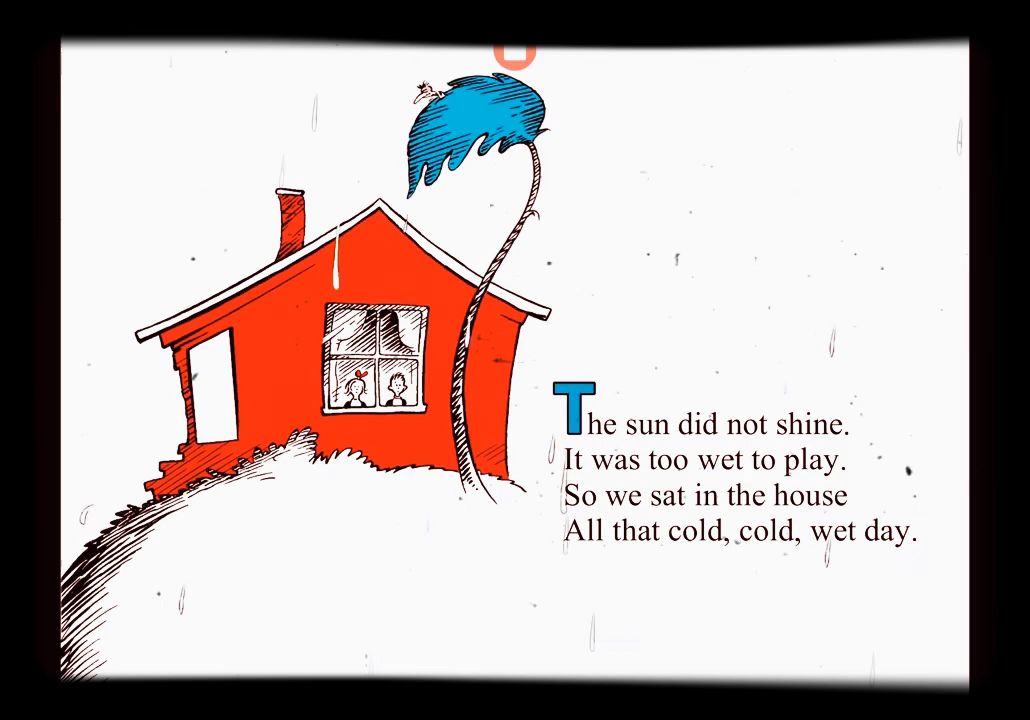 The sun did not shine.
It was too wet to play.
So we sat in the house
All that cold, cold, wet day.